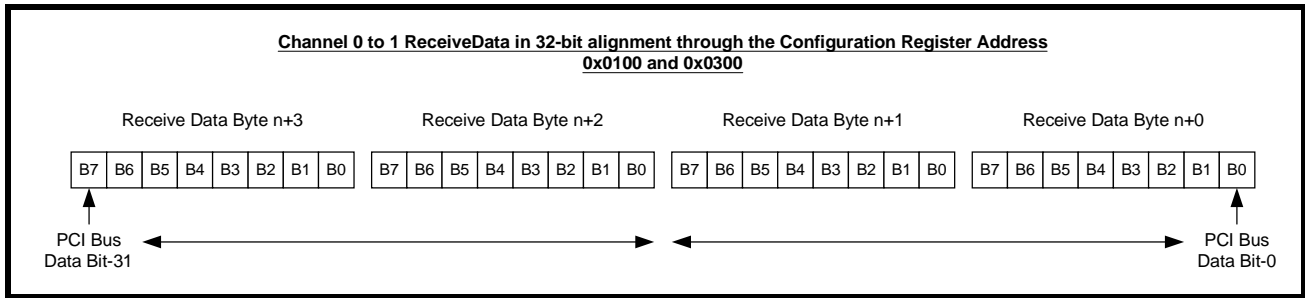 Channel 0 to 1 ReceiveData in 32-bit alignment through the Configuration Register Address
0x0100 and 0x0300
Receive Data Byte n+3 Receive Data Byte n+2 Receive Data Byte n+1 Receive Data Byte n+0
B7 B6 B5 B4 B3 B2 B1 B0 B7 B6 B5 B4 B3 B2 B1 B0 B7 B6 B5 B4 B3 B2 B1 B0 B7 B6 B5 B4 B3 B2 B1 B0
PCI Bus
Data Bit-31
PCI Bus
Data Bit-0